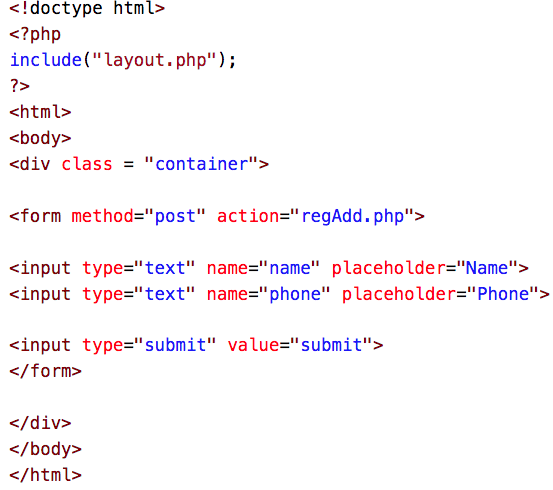 <!doctype html>
<?php
include("layout.php");
?>
<html>
<body>
<div class = "container">
<form method="post" action="regAdd.php">
<input type="text" name="name" placeholder="Name">
<input type="text" name="phone" placeholder="Phone">
<input type="submit" value="submit">
</form>
</div>
</body>
</html>